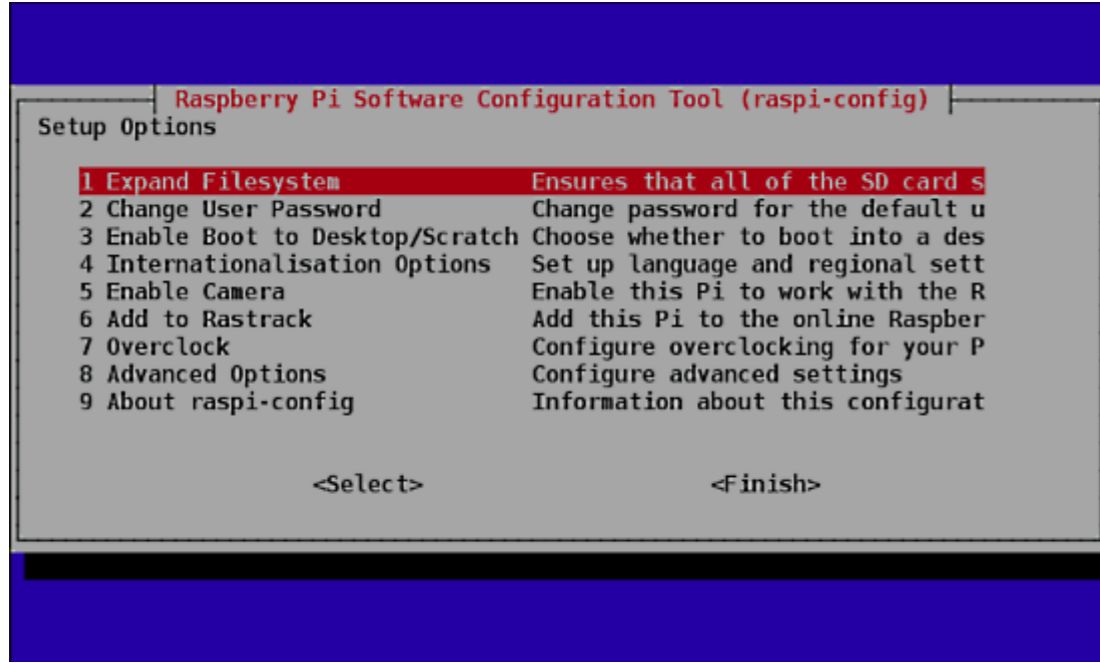 Raspberry Pi Software Configuration Tool (raspi-config)
Setup Options
1 Expand Filesystem Ensures that all of the SD card s
2 Change User Password Change password for the default u
3 Enable Boot to Desktop/Scratch Choose whether to boot into a des
4 Internationalisation Options Set up language and regional sett
5 Enable Camera Enable this Pi to work with the R
6 Add to Rastrack Add this Pi to the online Raspber
7 Overclock Configure overclocking for your P
8 Advanced Options Configure advanced settings
9 About raspi-config Information about this configurat
<Select> <Finish>